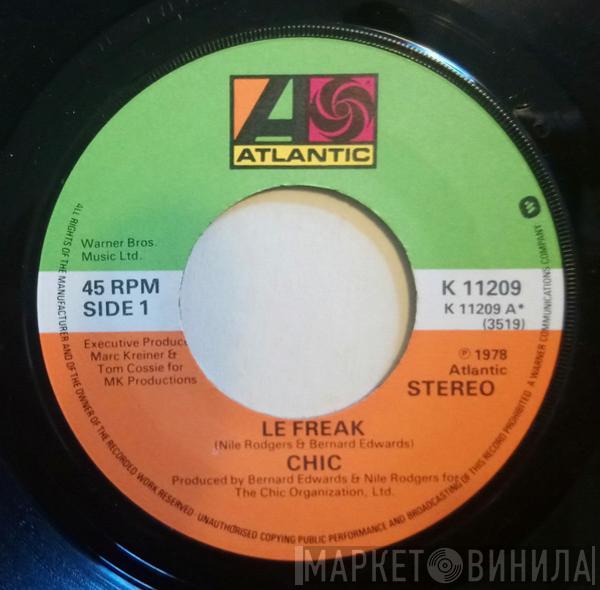 ATLANTIC
Warner Bros.
Music Ltd.
45 RPM
SIDE 1
K 11209
K 11209 A*
(3519)
Executive Produce
Marc Kreiner &
Tom Cossie for
MK Productions
℗ 1978
Atlantic
STEREO
LE FREAK
(Nile Rodgers & Bernard Edwards)
CHIC
Produced by Bernard Edwards & Nile Rodgers for
The Chic Organization, Ltd.
ALL RIGHTS OF THE MANUFACTURER AND OF THE OWNER OF THE RECORDED WORK RESERVED · UNAUTHORISED COPYING PUBLIC PERFORMANCE AND BROADCASTING OF THIS RECORD PROHIBITED · A WARNER COMMUNICATIONS COMPANY
МАРКЕТ ВИНИЛА